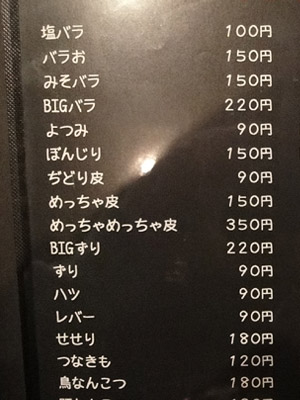 塩バラ 100円
バラお 150円
みそバラ 150円
BIGバラ 220円
よつみ 90円
ぼんじり 150円
ぢどり皮 90円
めっちゃ皮 150円
めっちゃめっちゃ皮 350円
BIGずり 220円
ずり 90円
ハツ 90円
レバー 90円
せせり 180円
つなきも 120円
鳥なんこつ 180円